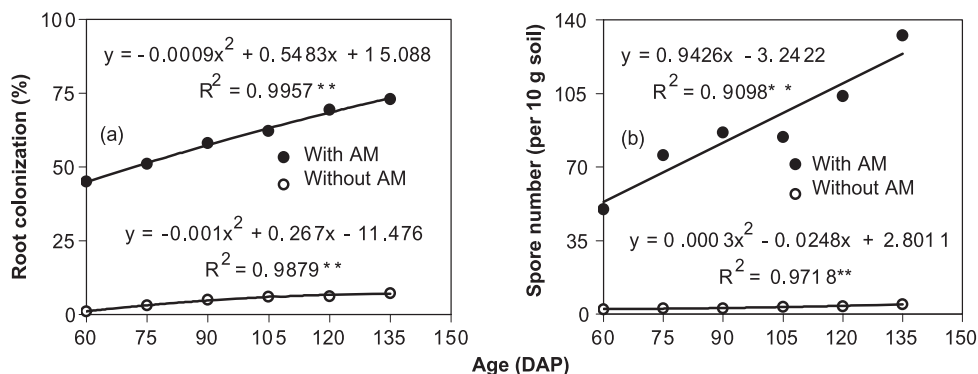 Root colonization (%)
100
75
50
25
0
y = -0.0009x² + 0.5483x + 15.088
R² = 0.9957**
(a)
With AM
Without AM
y = -0.001x² + 0.267x - 11.476
R² = 0.9879**
60 75 90 105 120 135 150
Spore number (per 10 g soil)
140
105
70
35
0
y = 0.9426x - 3.2422
R² = 0.9098**
(b)
With AM
Without AM
y = 0.0003x² - 0.0248x + 2.8011
R² = 0.9718**
60 75 90 105 120 135 150
Age (DAP)